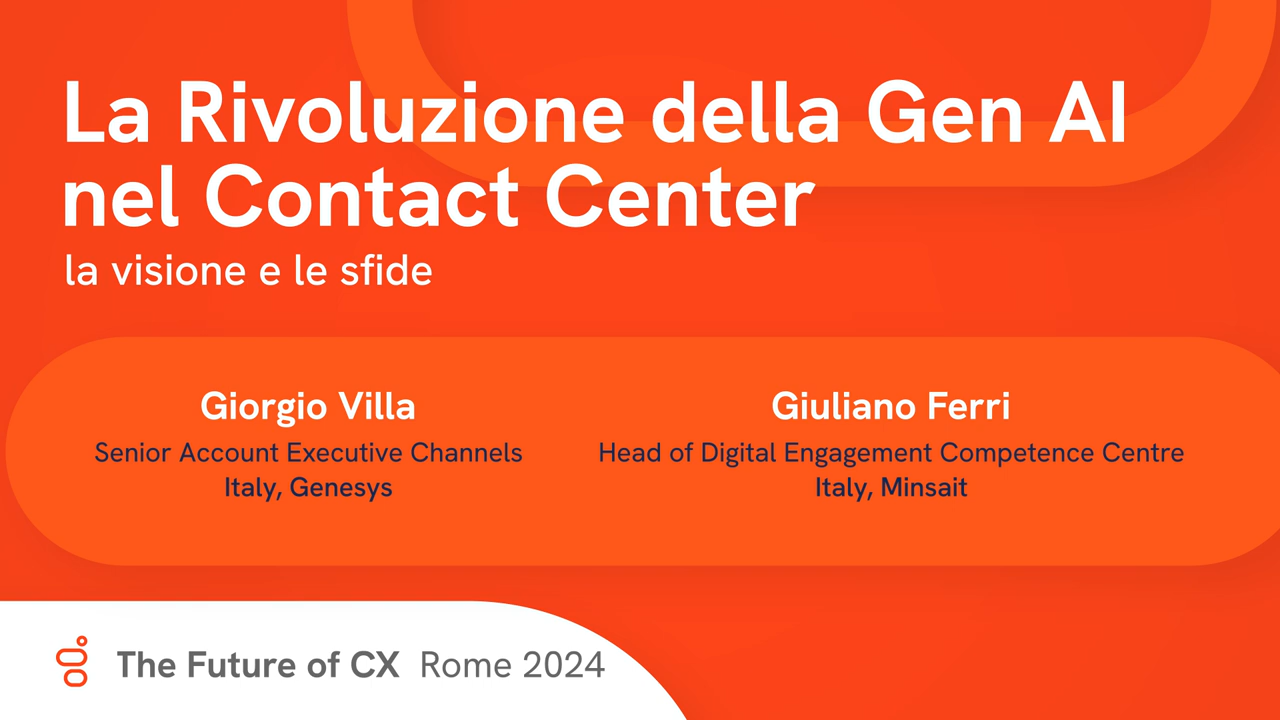 La Rivoluzione della Gen AI
nel Contact Center
la visione e le sfide
Giorgio Villa
Senior Account Executive Channels
Italy, Genesys
Giuliano Ferri
Head of Digital Engagement Competence Centre
Italy, Minsait
The Future of CX Rome 2024